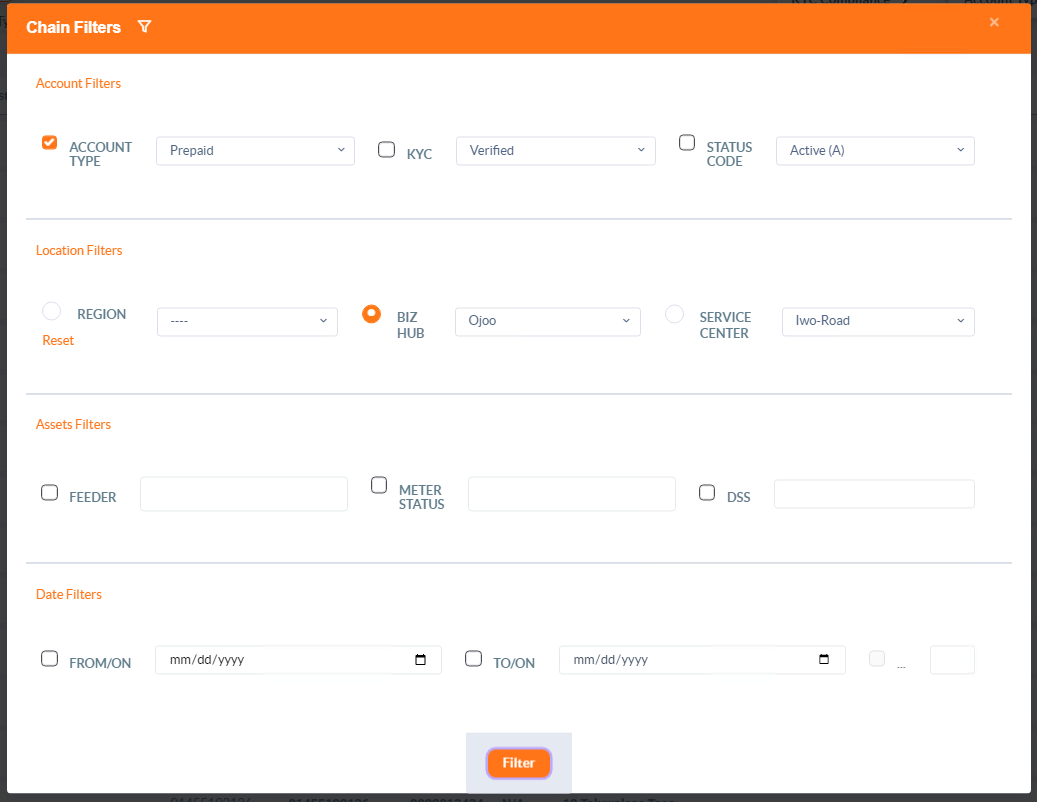 Chain Filters
×
Account Filters
ACCOUNT TYPE
Prepaid
KYC
Verified
STATUS CODE
Active (A)
Location Filters
REGION
----
Reset
BIZ HUB
Ojoo
SERVICE CENTER
Iwo-Road
Assets Filters
FEEDER
METER STATUS
DSS
Date Filters
FROM/ON
mm/dd/yyyy
TO/ON
mm/dd/yyyy
...
Filter